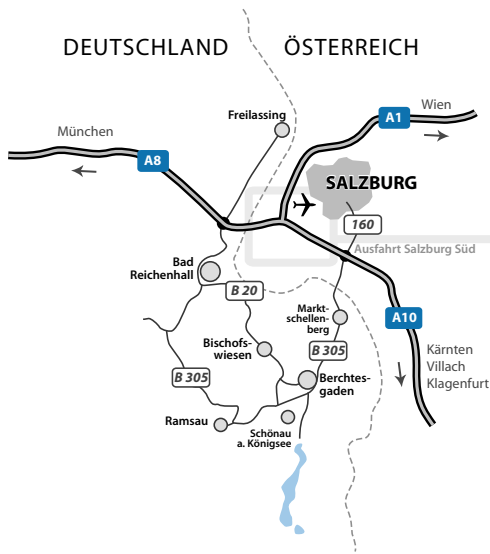 DEUTSCHLAND
ÖSTERREICH
Freilassing
Wien
A1
München
A8
SALZBURG
160
Ausfahrt Salzburg Süd
Bad
Reichenhall
B 20
Markt-
schellen-
berg
A10
Bischofs-
wiesen
B 305
Kärnten
Villach
Klagenfurt
B 305
Berchtes-
gaden
Ramsau
Schönau
a. Königsee